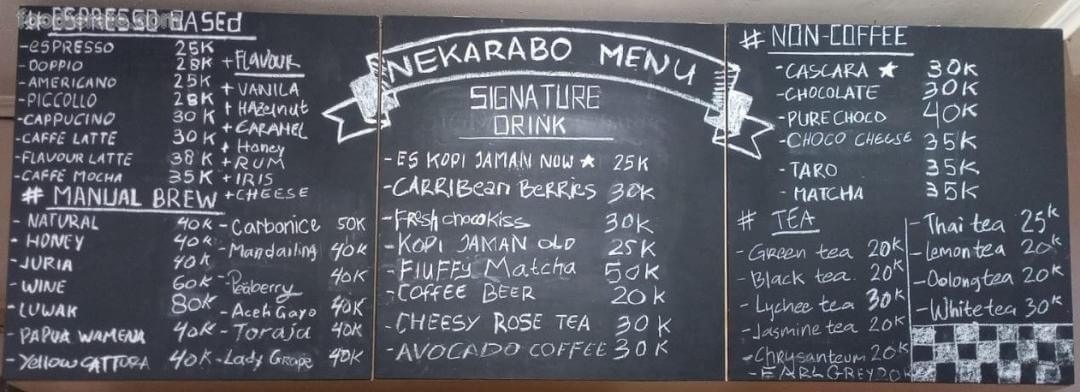 # ESPRESSO BASED
-ESPRESSO 25K
-DOPPIO 28K
-AMERICANO 25K
-PICCOLLO 28K
-CAPPUCINO 30K
-CAFFE LATTE 30K
-FLAVOUR LATTE 38K
-CAFFE MOCHA 35K
+ FLAVOUR
+ VANILA
+ HAzelnut
+ CARAMEL
+ Honey
+ RUM
+ IRIS
+ CHEESE
# MANUAL BREW
- NATURAL 40K
- HONEY 40K
- JURIA 40K
- WINE 60K
- LUWAK 80K
- PAPUA WAMENA 40K
- Yellow CATTURA 40K
- Carbonice 50K
- Mandailing 40K
- Peaberry 40K
- Aceh Gayo 40K
- Toraja 40K
- Lady Grape 40K
NEKARABO MENU
SIGNATURE
DRINK
- ES KOPI JAMAN NOW ★ 25K
- CARRIBean Berries 30K
- Fresh chocokiss 30K
- KOPI JAMAN OLD 25K
- Fluffy Matcha 50K
- COFFEE BEER 20K
- CHEESY ROSE TEA 30K
- AVOCADO COFFEE 30K
# NON-COFFEE
- CASCARA ★ 30K
- CHOCOLATE 30K
- PURE CHOCO 40K
- CHOCO CHEESE 35K
- TARO 35K
- MATCHA 35K
# TEA
- Green tea 20K
- Black tea 20K
- Lychee tea 30K
- Jasmine tea 20K
- Chrysanteum 20K
- EARL GREY
- Thai tea 25K
- lemon tea 20K
- Oolong tea 20K
- White tea 30K